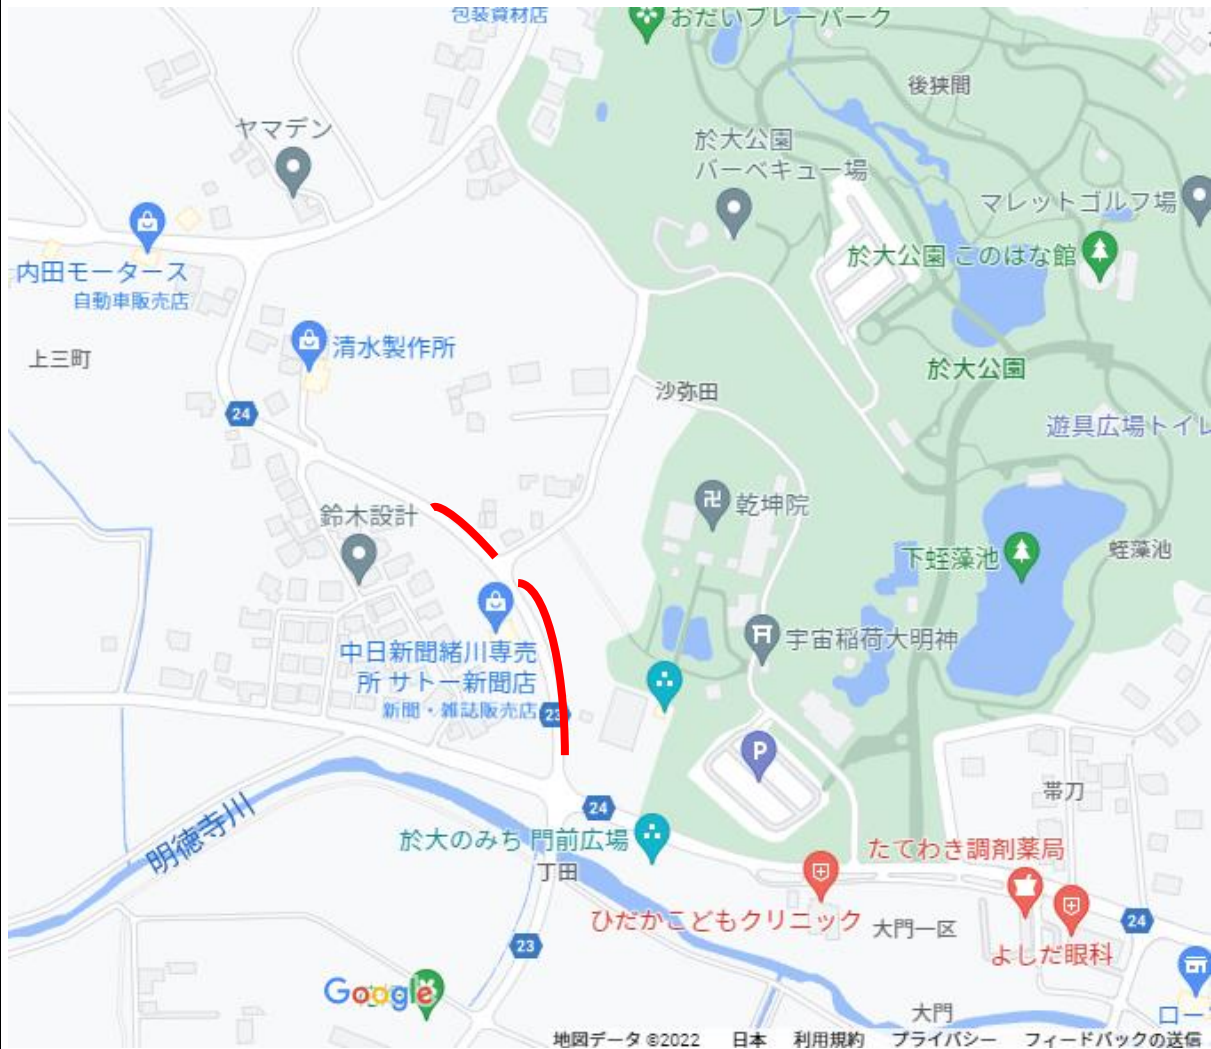 包装資材店
おだいプレーパーク
後狭間
ヤマデン
於大公園
バーベキュー場
マレットゴルフ場
内田モータース
自動車販売店
於大公園 このはな館
清水製作所
上三町
於大公園
沙弥田
24
遊具広場トイレ
乾坤院
鈴木設計
下蛭藻池
蛭藻池
宇宙稲荷大明神
中日新聞緒川専売
所 サトー新聞店
新聞・雑誌販売店
23
P
帯刀
24
明徳寺川
於大のみち 門前広場
たてわき調剤薬局
丁田
ひだかこどもクリニック
大門一区
24
23
よしだ眼科
Google
大門
ロー
地図データ ©2022 日本 利用規約 プライバシー フィードバックの送信